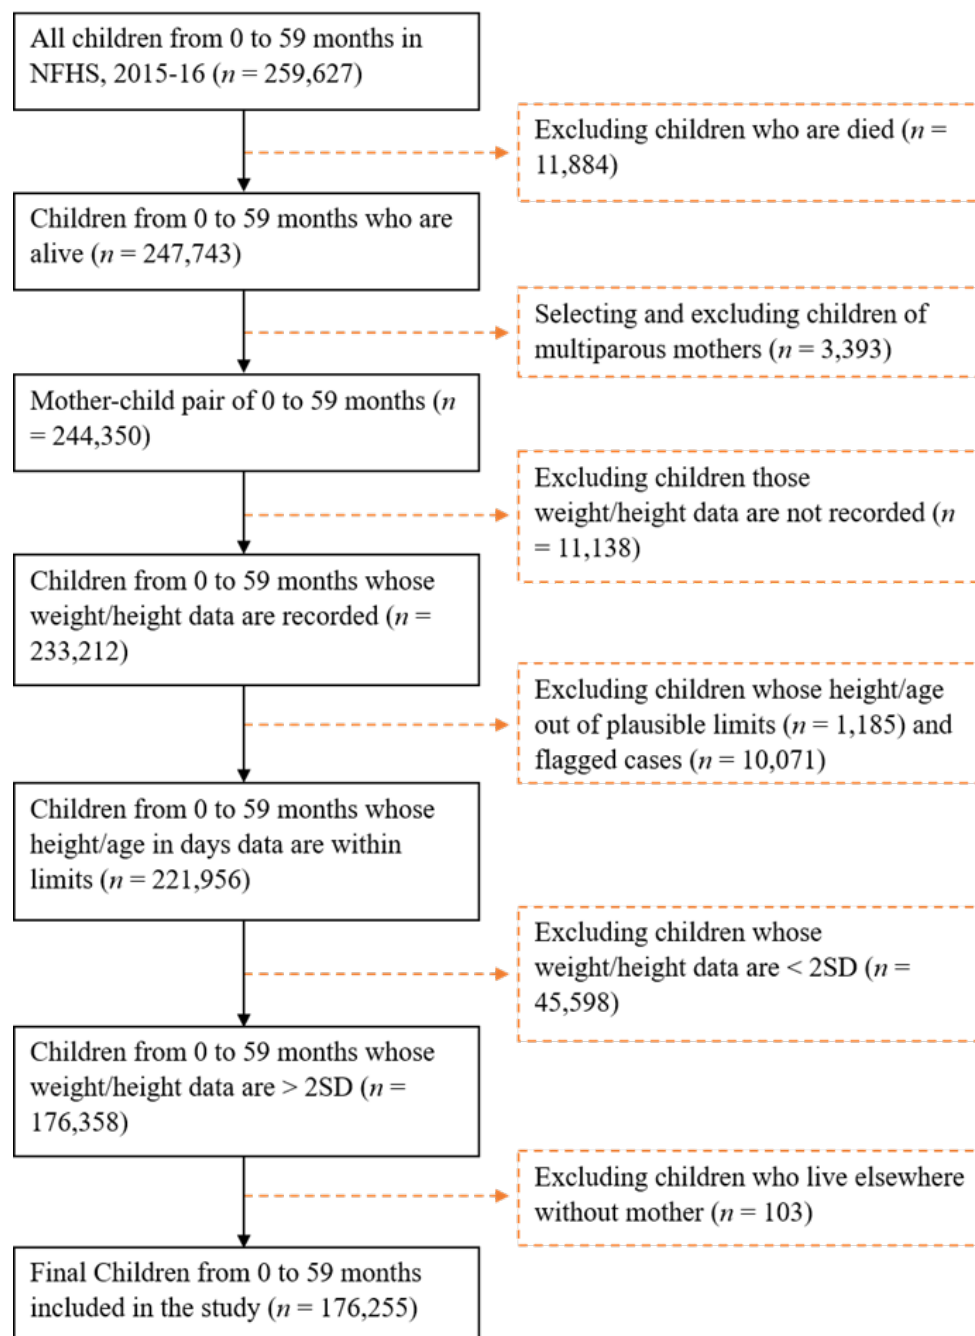 All children from 0 to 59 months in
NFHS, 2015-16 (n = 259,627)
Excluding children who are died (n =
11,884)
Children from 0 to 59 months who are
alive (n = 247,743)
Selecting and excluding children of
multiparous mothers (n = 3,393)
Mother-child pair of 0 to 59 months (n
= 244,350)
Excluding children those
weight/height data are not recorded (n
= 11,138)
Children from 0 to 59 months whose
weight/height data are recorded (n =
233,212)
Excluding children whose height/age
out of plausible limits (n = 1,185) and
flagged cases (n = 10,071)
Children from 0 to 59 months whose
height/age in days data are within
limits (n = 221,956)
Excluding children whose
weight/height data are < 2SD (n =
45,598)
Children from 0 to 59 months whose
weight/height data are > 2SD (n =
176,358)
Excluding children who live elsewhere
without mother (n = 103)
Final Children from 0 to 59 months
included in the study (n = 176,255)